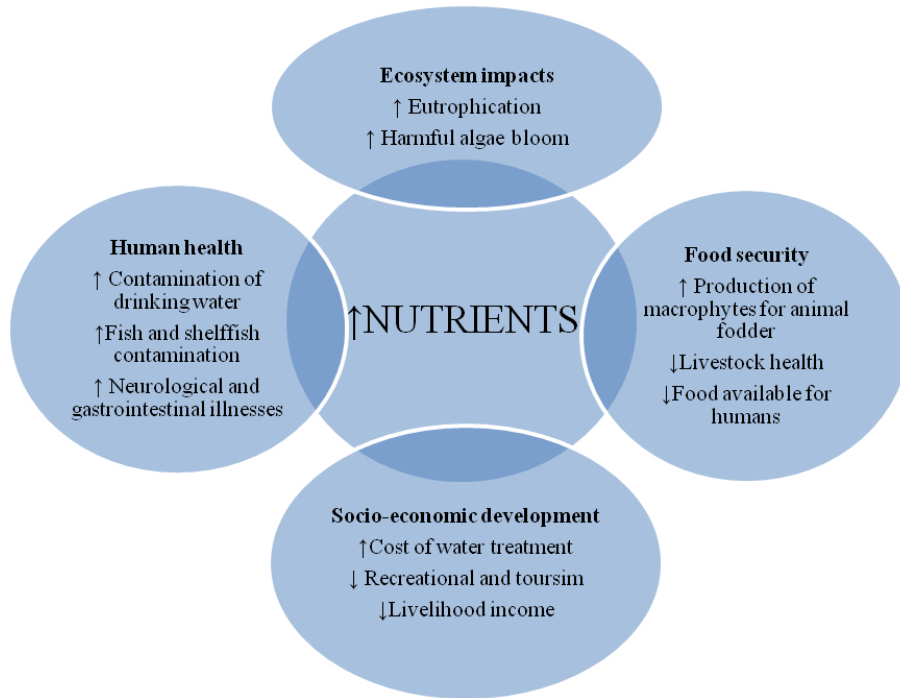 Ecosystem impacts
↑ Eutrophication
↑ Harmful algae bloom
Human health
↑ Contamination of
drinking water
↑Fish and shelffish
contamination
↑ Neurological and
gastrointestinal illnesses
↑NUTRIENTS
Food security
↑ Production of
macrophytes for animal
fodder
↓Livestock health
↓Food available for
humans
Socio-economic development
↑Cost of water treatment
↓ Recreational and toursim
↓Livelihood income